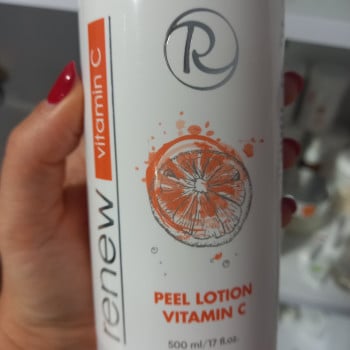 R
renew
vitamin C
PEEL LOTION
VITAMIN C
500 ml/17 fl.oz.